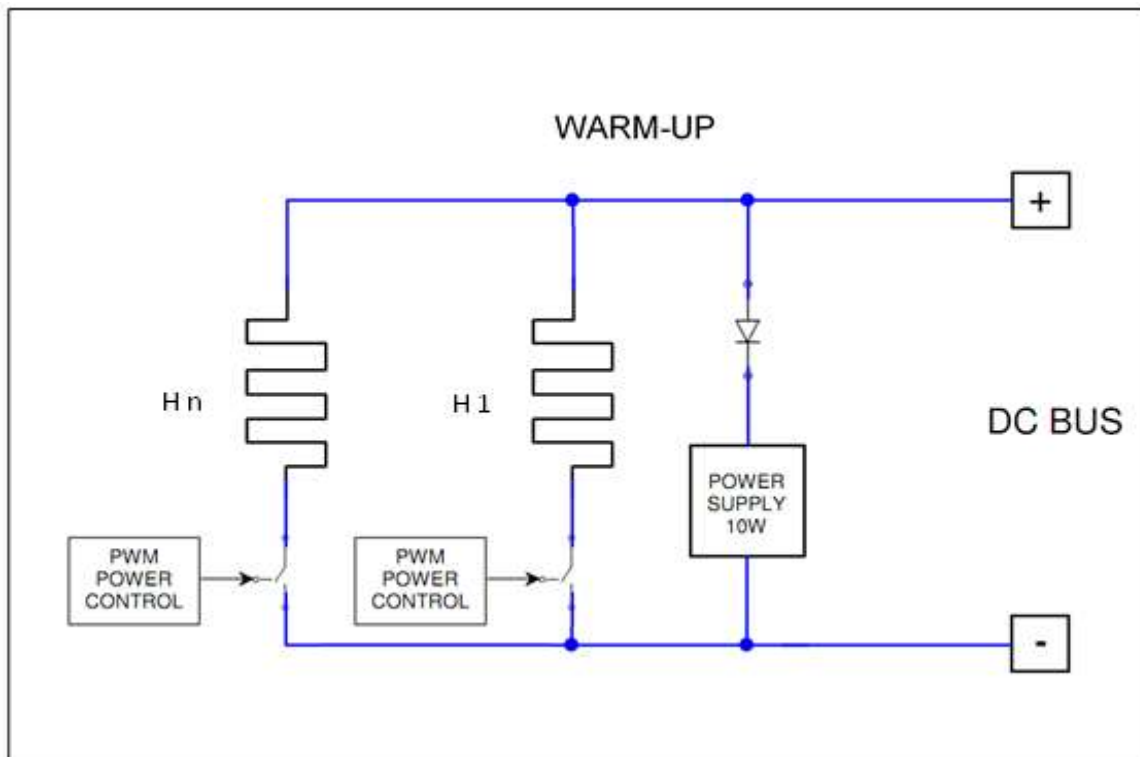 WARM-UP
+
H n
H 1
DC BUS
POWER
SUPPLY
10W
PWM
POWER
CONTROL
PWM
POWER
CONTROL
-